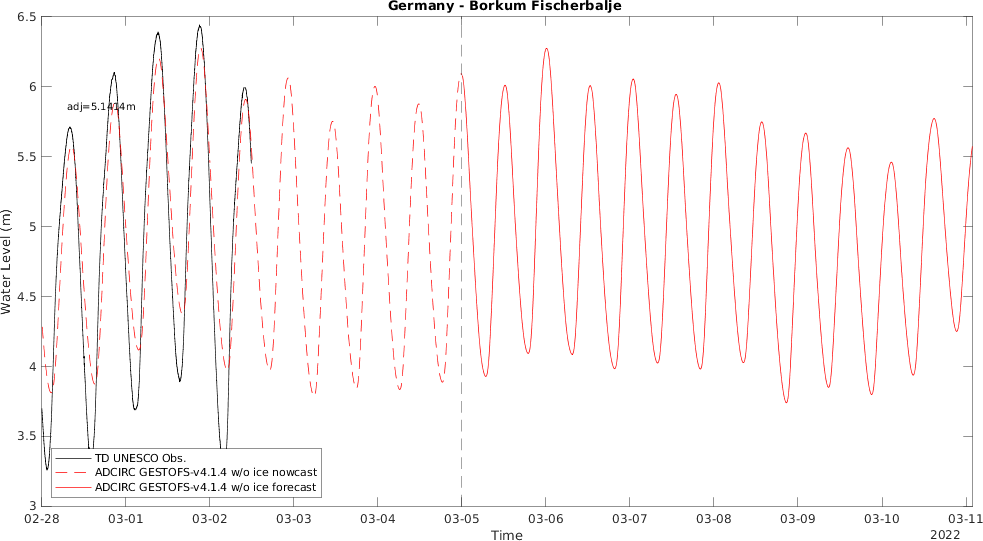 Germany - Borkum Fischerbalje
6.5
6
5.5
5
4.5
4
3.5
3
Water Level (m)
adj=5.1414m
TD UNESCO Obs.
ADCIRC GESTOFS-v4.1.4 w/o ice nowcast
ADCIRC GESTOFS-v4.1.4 w/o ice forecast
02-28 03-01 03-02 03-03 03-04 03-05 03-06 03-07 03-08 03-09 03-10 03-11
Time
2022